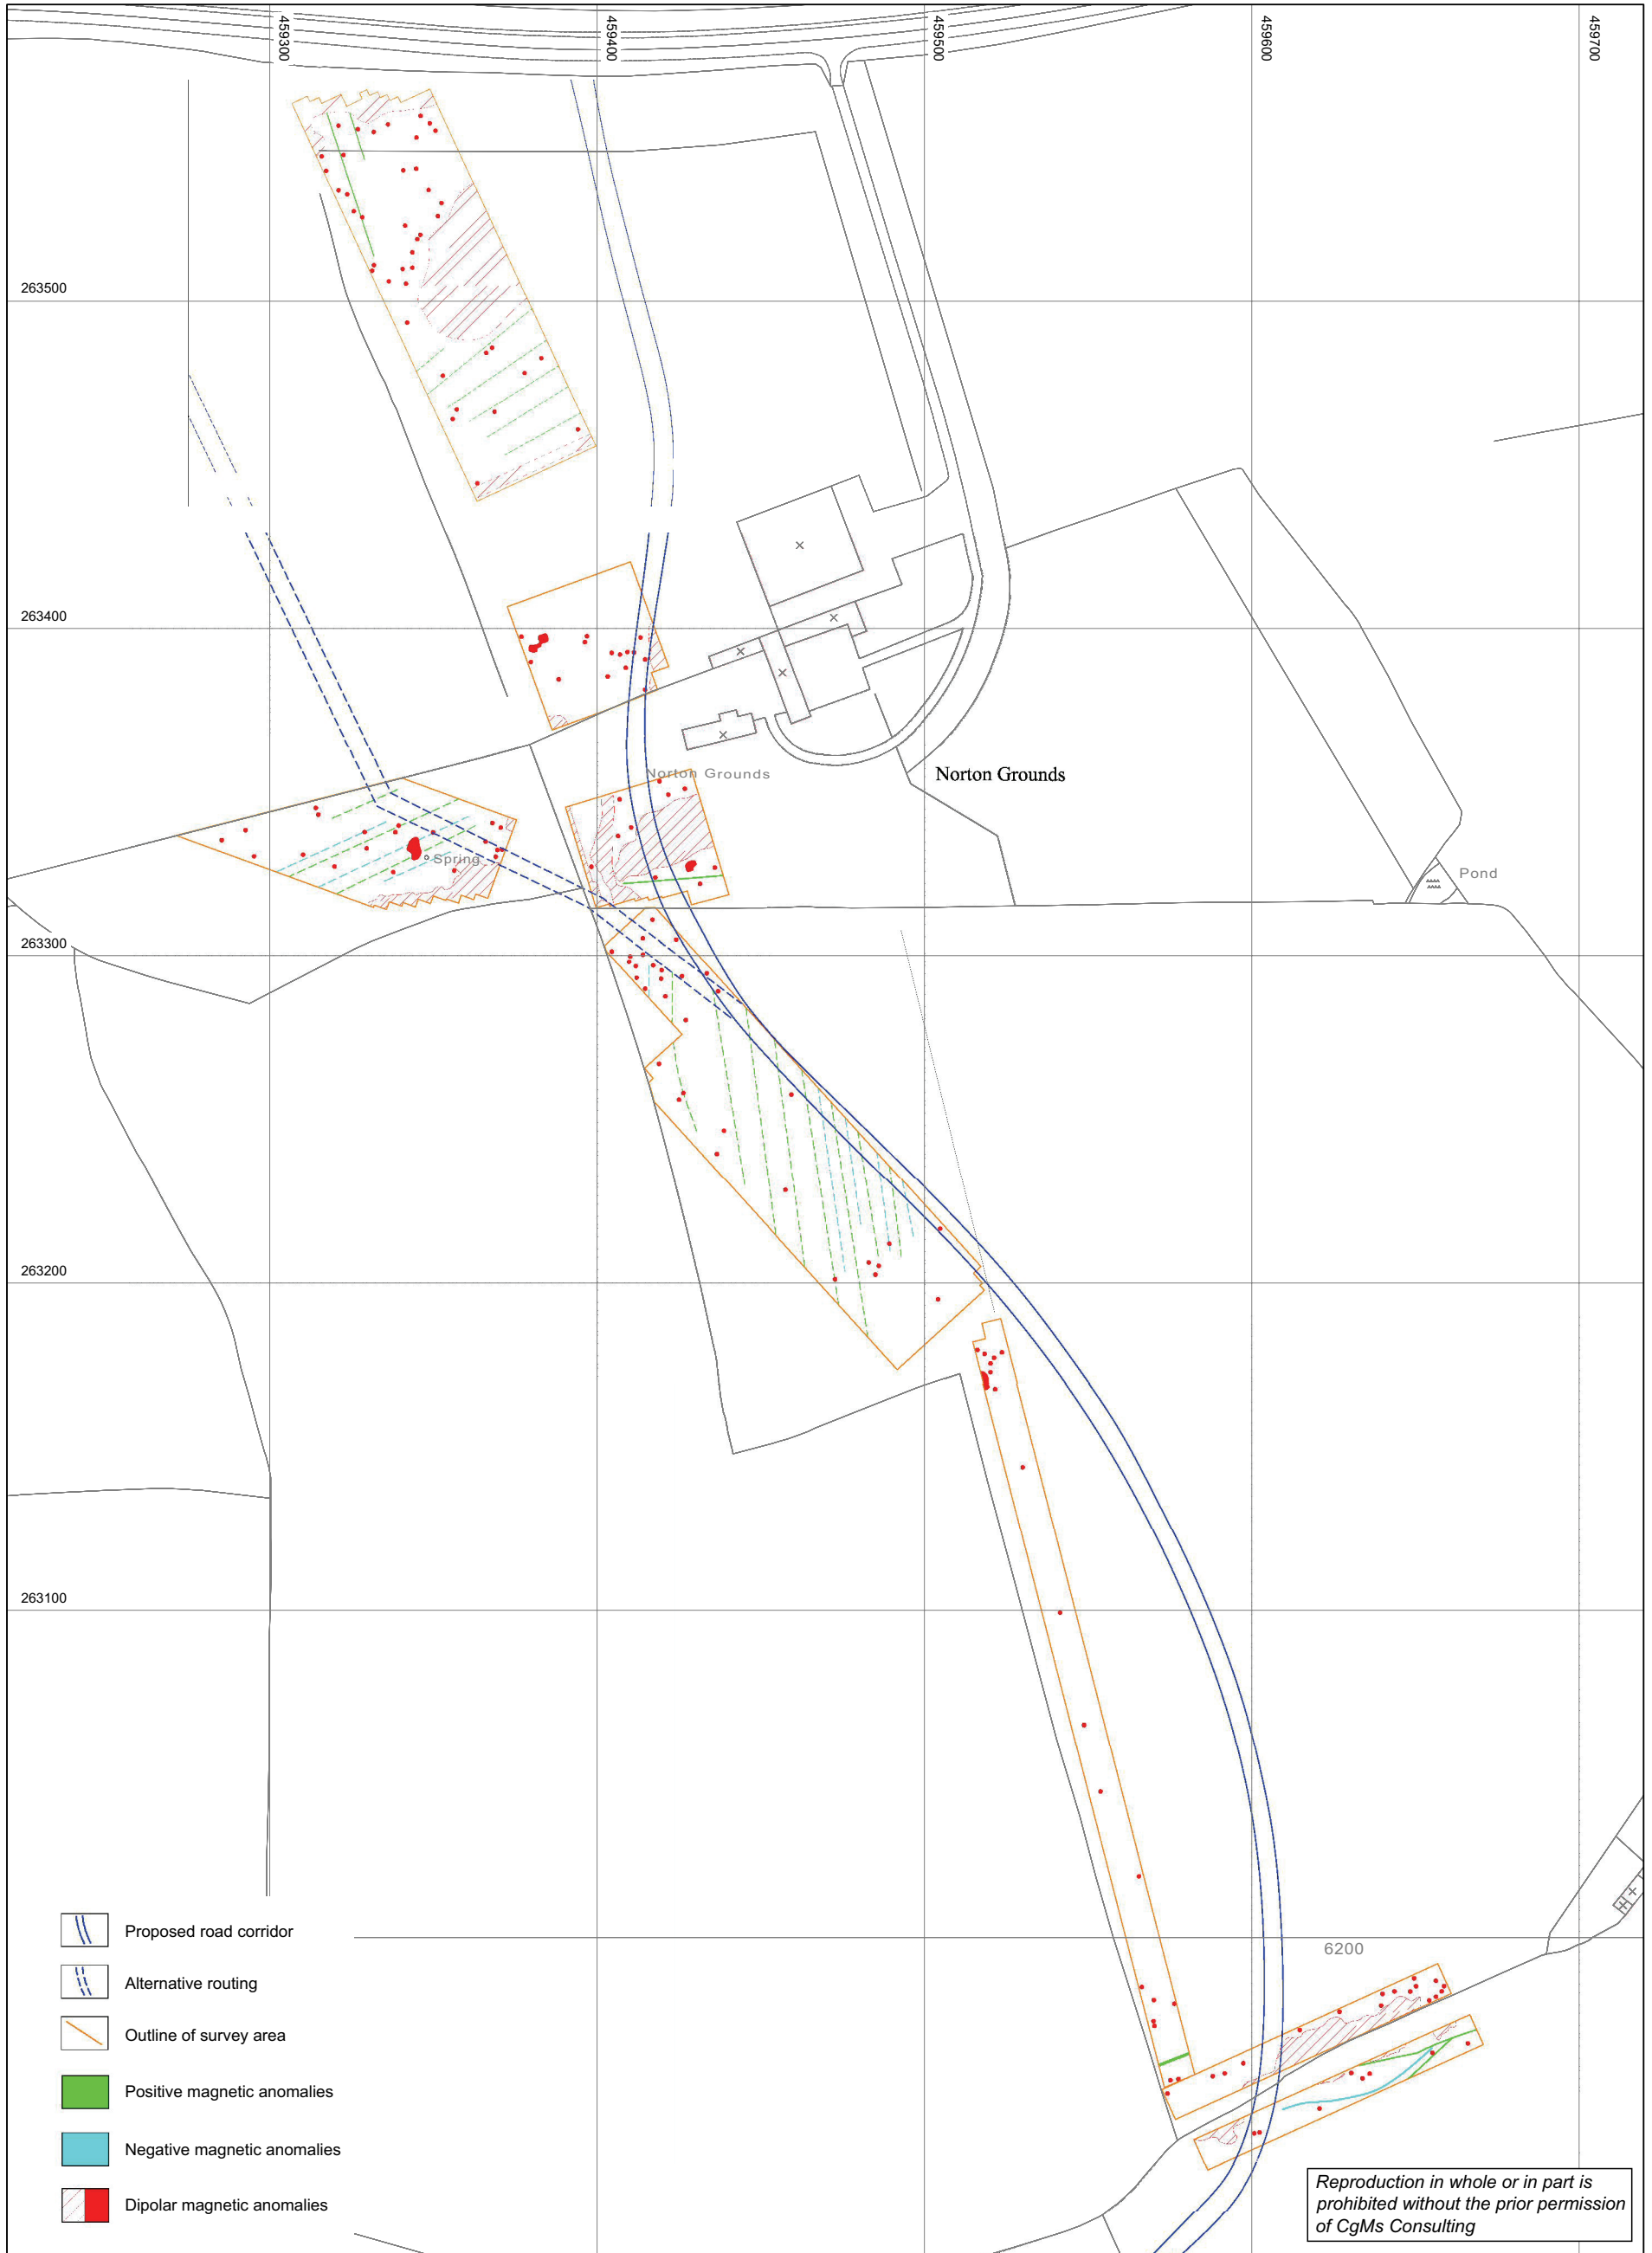 459300
459400
459500
459600
459700
263500
263400
Norton Grounds
Norton Grounds
Spring
Pond
263300
263200
263100
6200
Proposed road corridor
Alternative routing
Outline of survey area
Positive magnetic anomalies
Negative magnetic anomalies
Dipolar magnetic anomalies
Reproduction in whole or in part is
prohibited without the prior permission
of CgMs Consulting